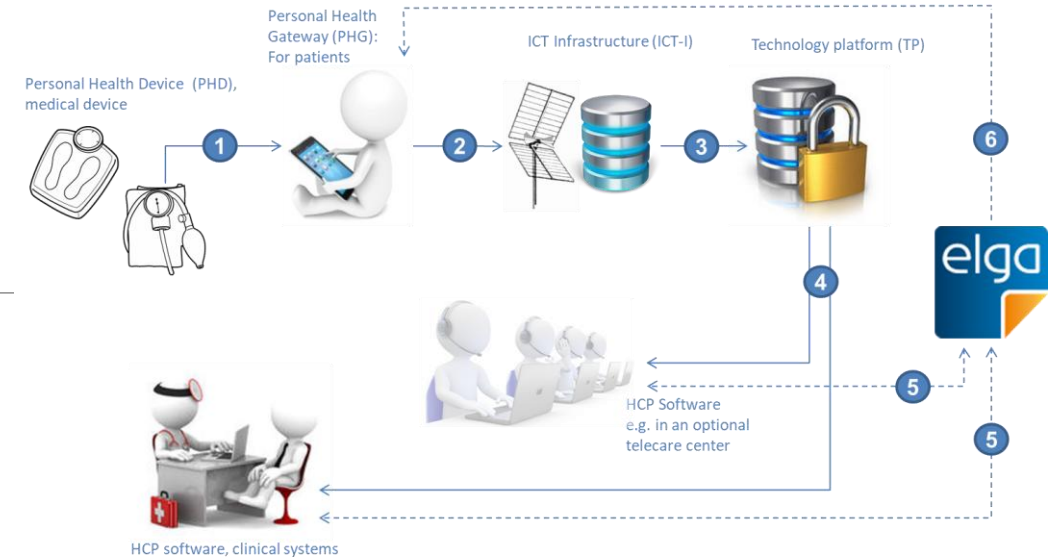 Personal Health
Gateway (PHG):
For patients
ICT Infrastructure (ICT-I)
Technology platform (TP)
Personal Health Device (PHD),
medical device
1
2
3
6
elga
4
5
HCP Software
e.g. in an optional
telecare center
5
HCP software, clinical systems